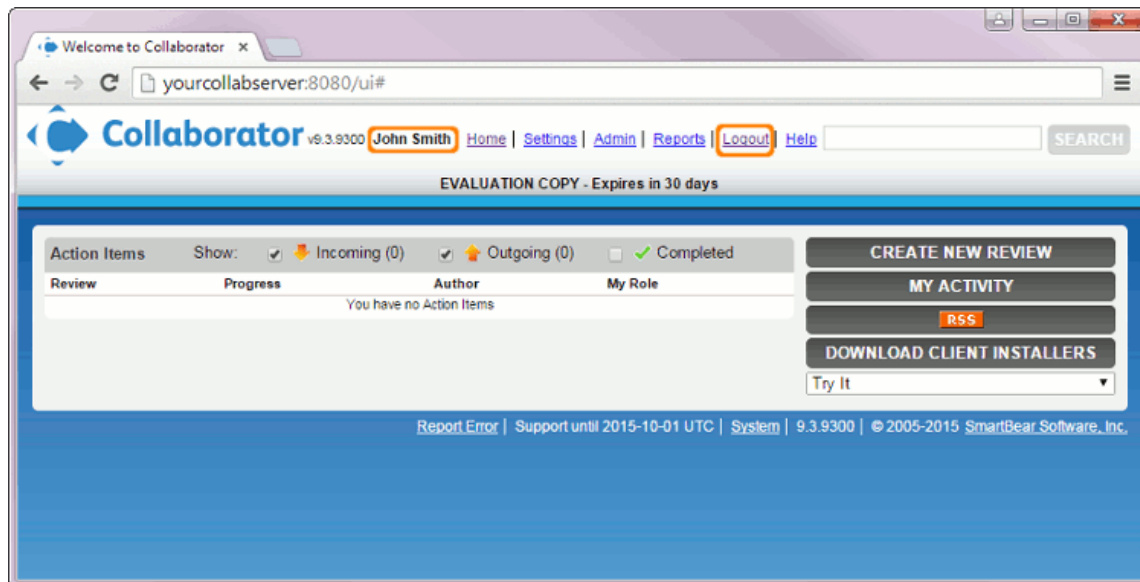 Welcome to Collaborator x
yourcollabserver:8080/ui#
Collaborator v9.3.9300 John Smith Home | Settings | Admin | Reports | Logout | Help SEARCH
EVALUATION COPY - Expires in 30 days
Action Items Show: Incoming (0) Outgoing (0) Completed
Review Progress Author My Role
You have no Action Items
CREATE NEW REVIEW
MY ACTIVITY
RSS
DOWNLOAD CLIENT INSTALLERS
Try It
Report Error | Support until 2015-10-01 UTC | System | 9.3.9300 | © 2005-2015 SmartBear Software, Inc.